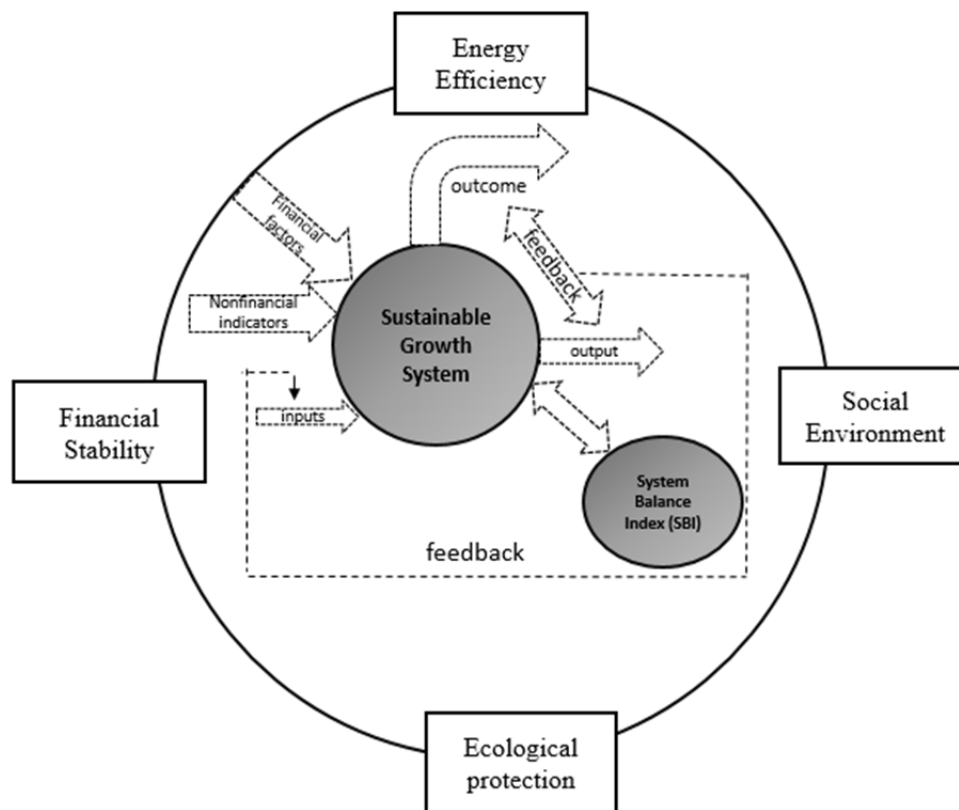 Energy
Efficiency
outcome
Financial
factors
feedback
Nonfinancial
indicators
Sustainable
Growth
System
output
Financial
Stability
inputs
Social
Environment
System
Balance
Index (SBI)
feedback
Ecological
protection